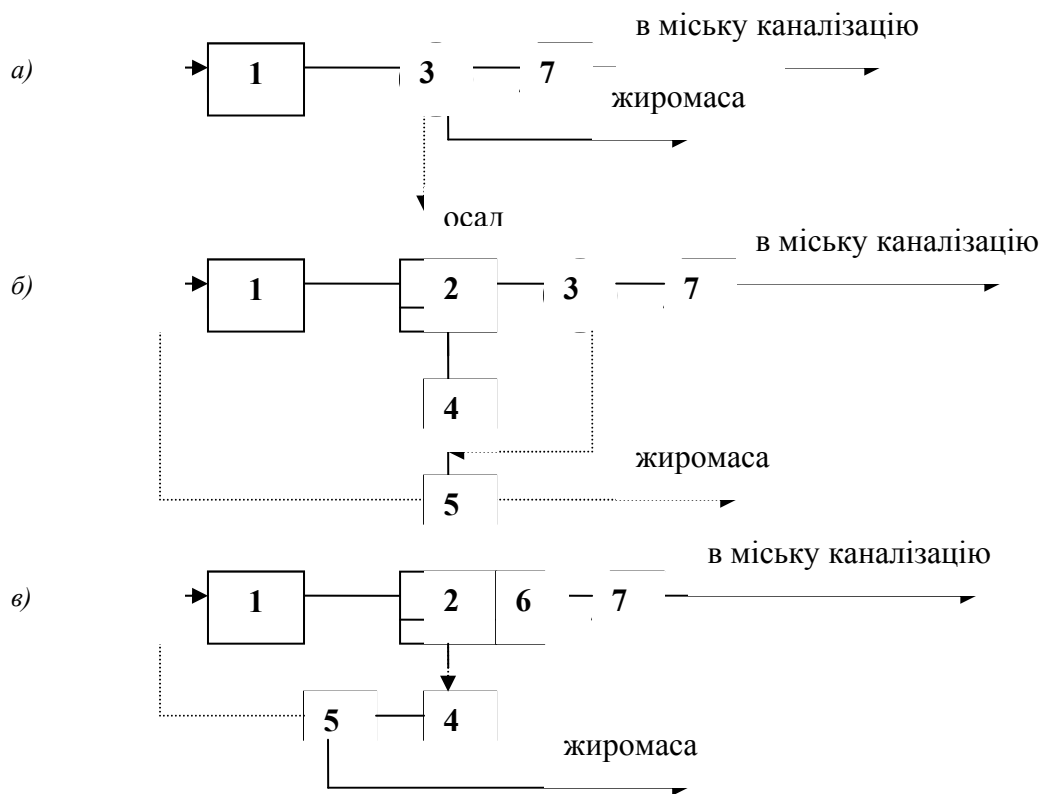 в міську каналізацію
а) 1 3 7
жиромаса
осад
в міську каналізацію
б) 1 2 3 7
4
жиромаса
5
в міську каналізацію
в) 1 2 6 7
5 4
жиромаса